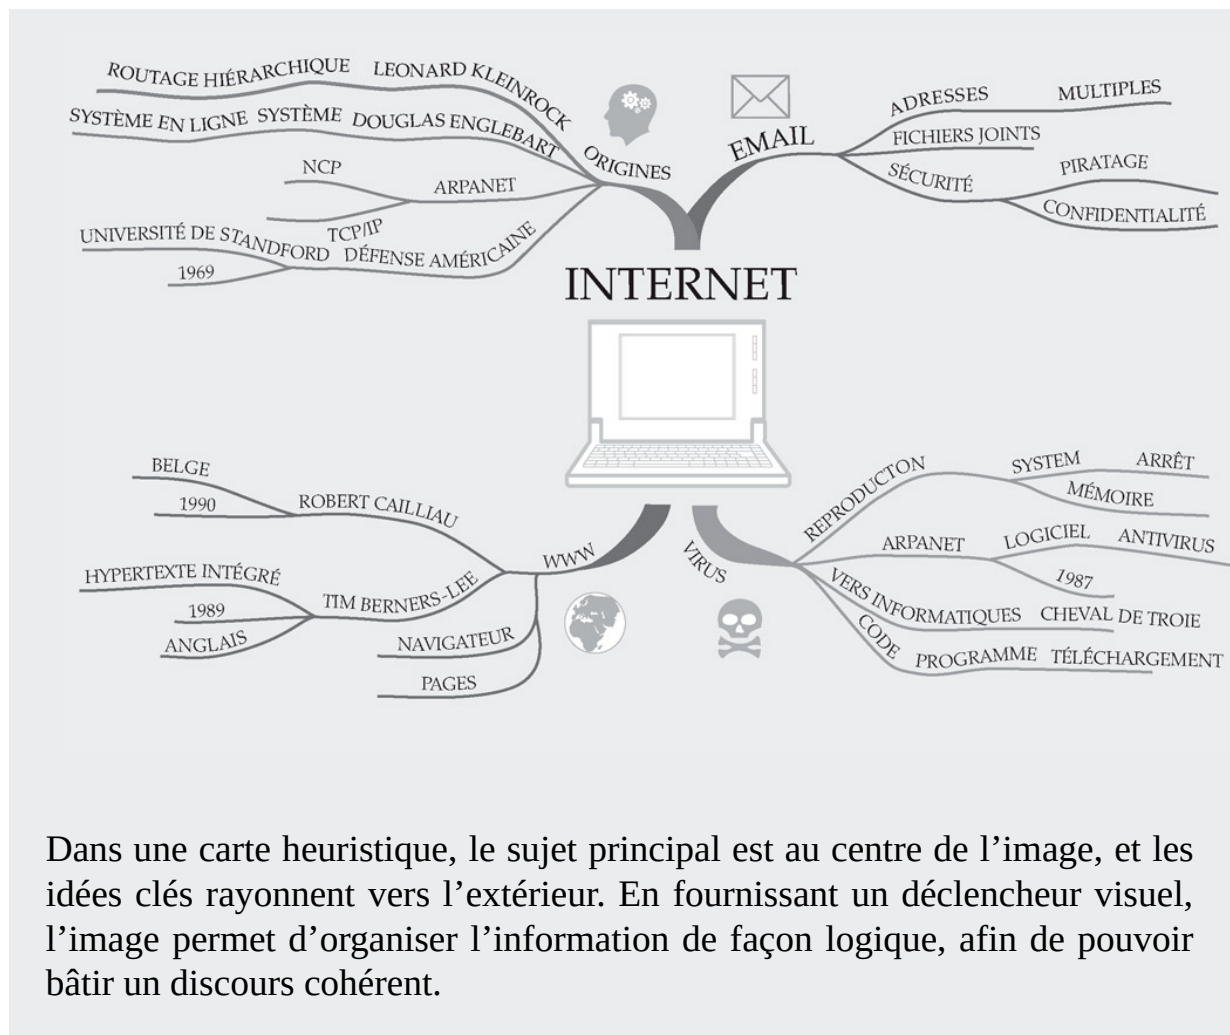 ROUTAGE HIÉRARCHIQUE LEONARD KLEINROCK
SYSTÈME EN LIGNE SYSTÈME DOUGLAS ENGLEBART
NCP
ARPANET
TCP/IP
UNIVERSITÉ DE STANDFORD DÉFENSE AMÉRICAINE
1969
ORIGINES
EMAIL
ADRESSES MULTIPLES
FICHIERS JOINTS
SÉCURITÉ
PIRATAGE
CONFIDENTIALITÉ
INTERNET
BELGE
1990
ROBERT CAILLIAU
WWW
HYPERTEXTE INTÉGRÉ
1989
TIM BERNERS-LEE
ANGLAIS
NAVIGATEUR
PAGES
VIRUS
REPRODUCTON
SYSTEM ARRÊT
MÉMOIRE
ARPANET
LOGICIEL ANTIVIRUS
1987
VERS INFORMATIQUES CHEVAL DE TROIE
CODE PROGRAMME TÉLÉCHARGEMENT
Dans une carte heuristique, le sujet principal est au centre de l’image, et les
idées clés rayonnent vers l’extérieur. En fournissant un déclencheur visuel,
l’image permet d’organiser l’information de façon logique, afin de pouvoir
bâtir un discours cohérent.